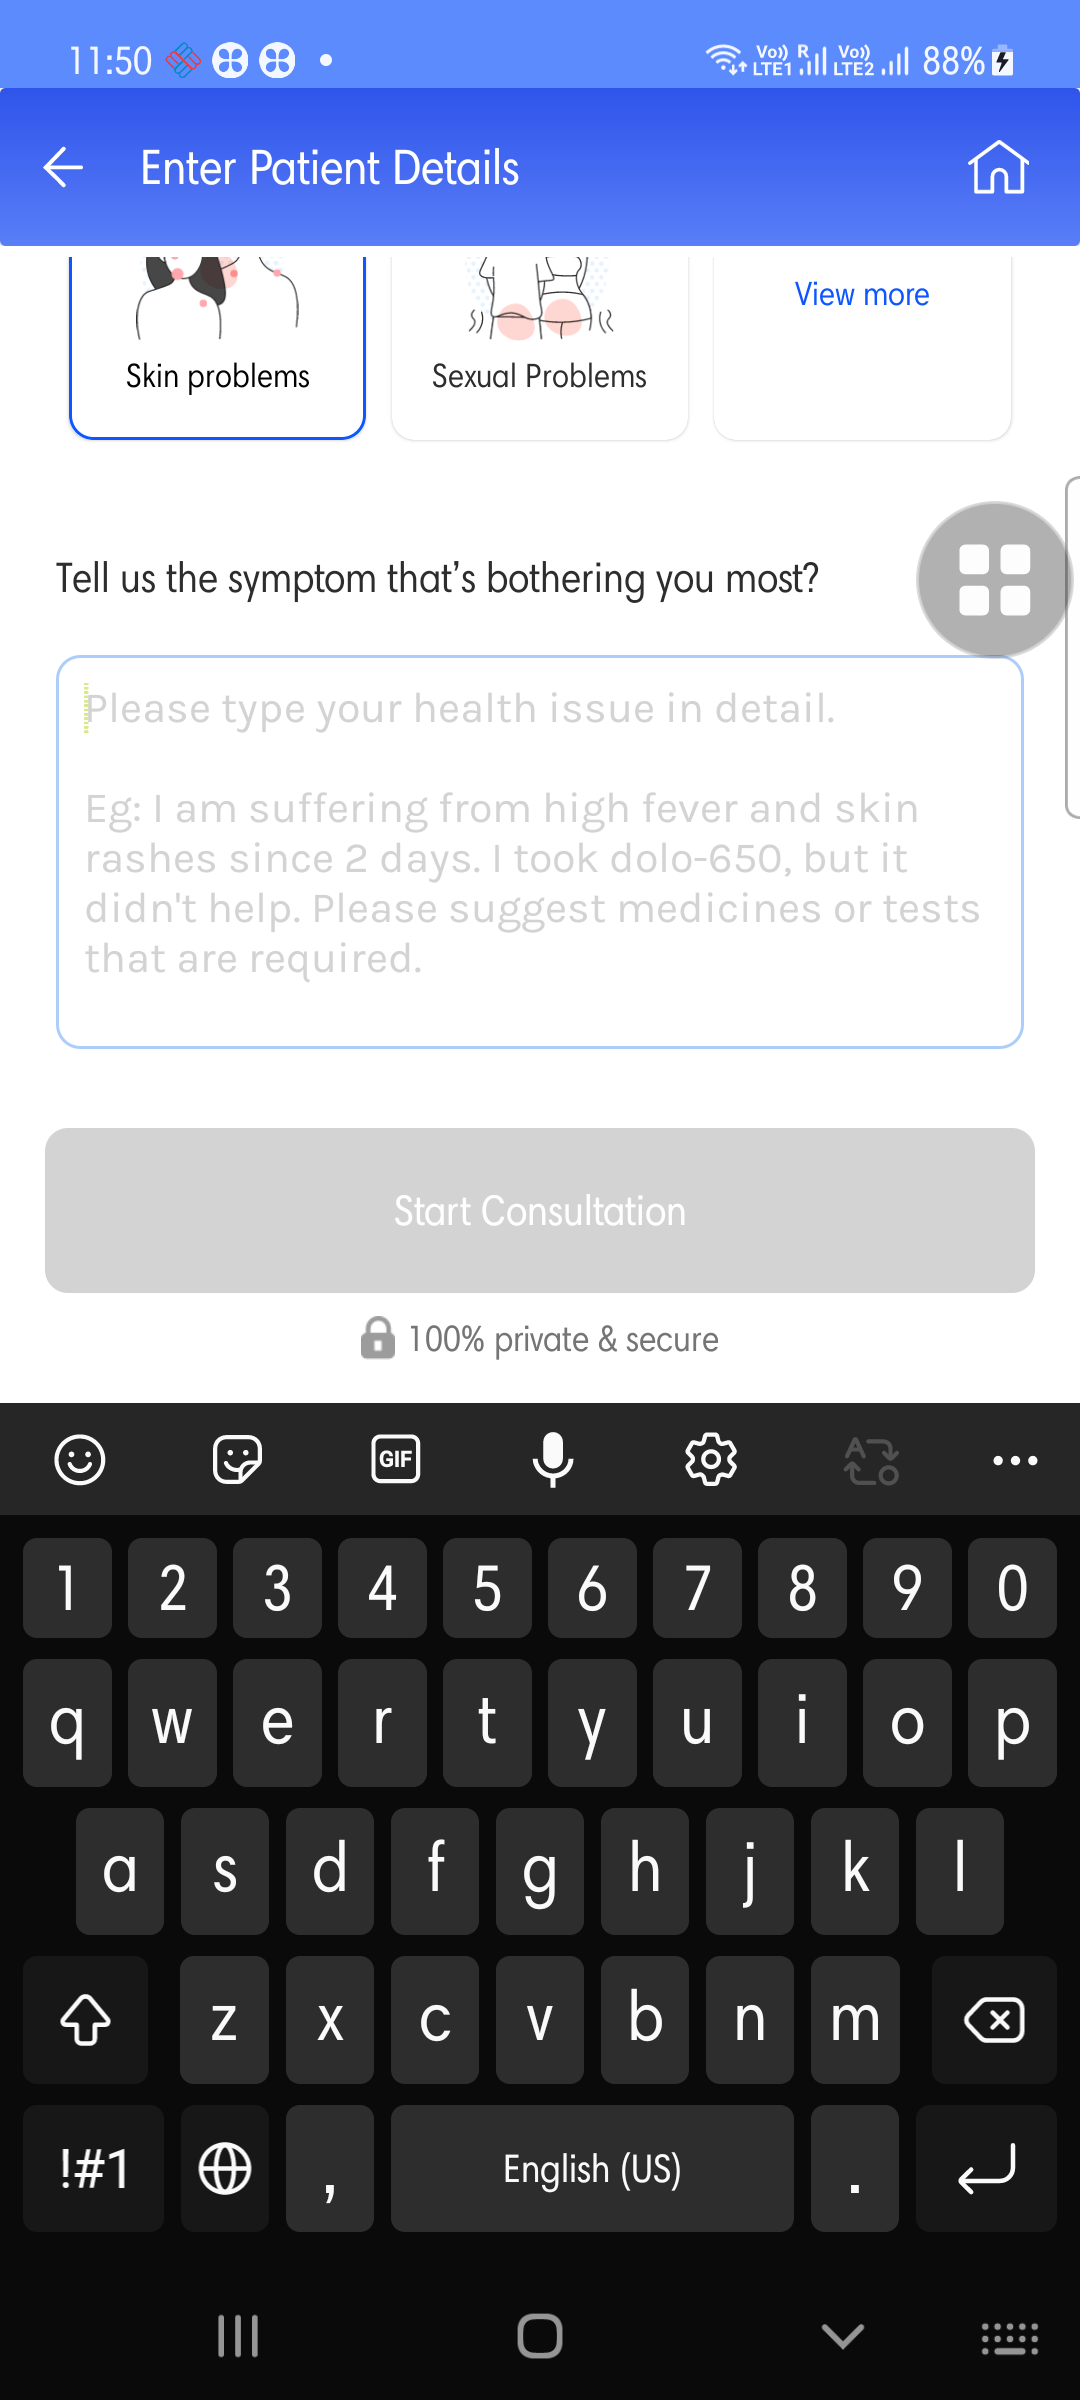 11:50
Vo)) R Vo)) 88%
LTE1 LTE2
Enter Patient Details
View more
Skin problems Sexual Problems
Tell us the symptom that’s bothering you most?
Please type your health issue in detail.
Eg: I am suffering from high fever and skin
rashes since 2 days. I took dolo-650, but it
didn't help. Please suggest medicines or tests
that are required.
Start Consultation
100% private & secure
GIF
1 2 3 4 5 6 7 8 9 0
q w e r t y u i o p
a s d f g h j k l
z x c v b n m
!#1 , English (US) .